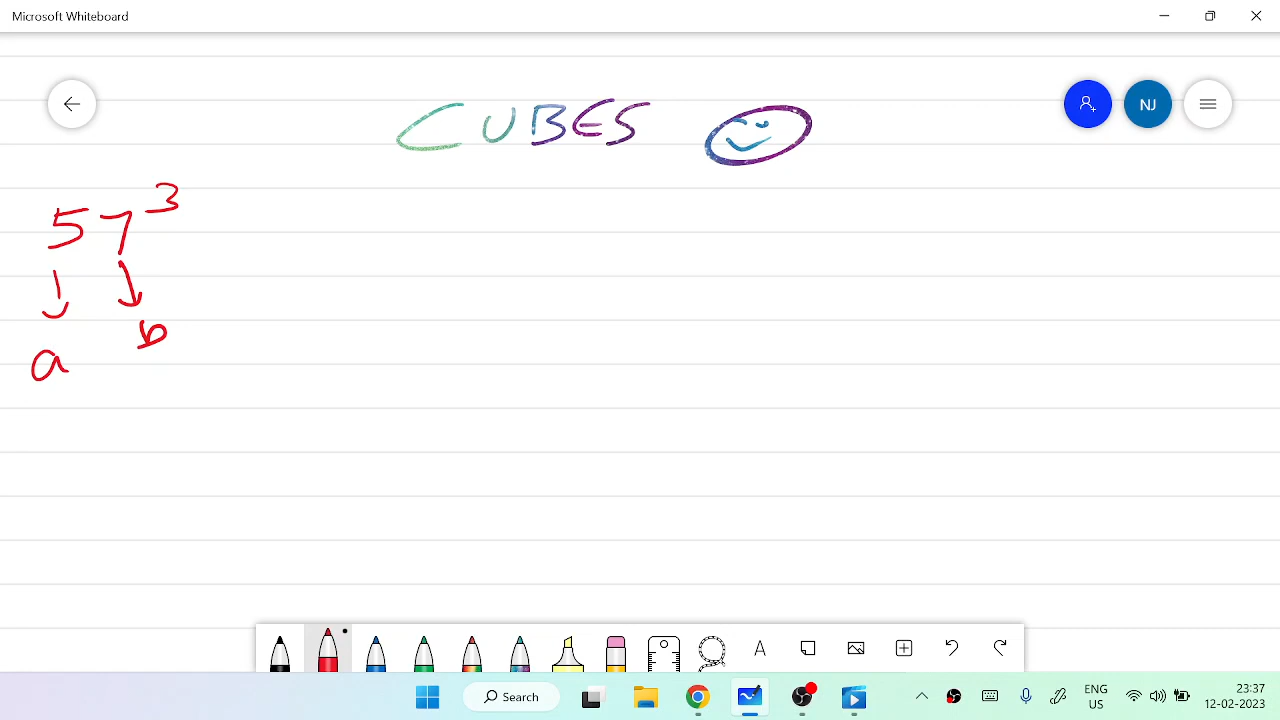 Microsoft Whiteboard
CUBES
NJ
57³
a b
A
Search
ENG
US
23:37
12-02-2023